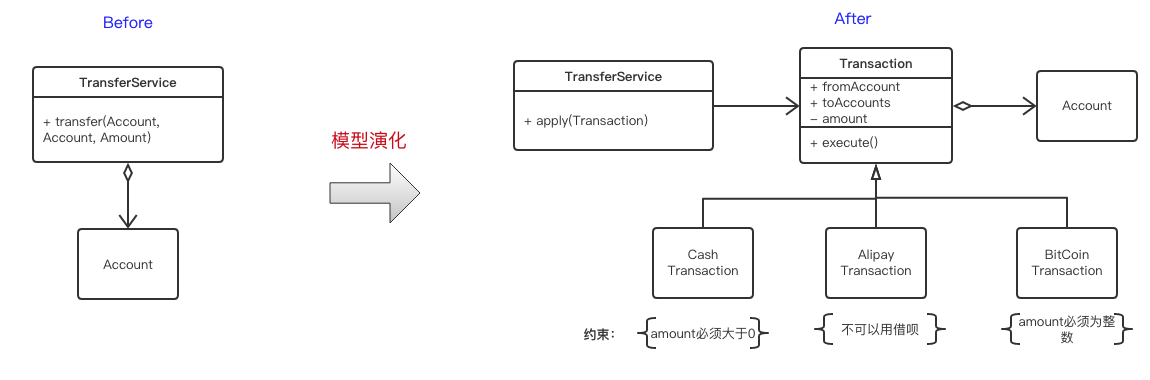 Before
TransferService
+ transfer(Account,
Account, Amount)
Account
模型演化
After
TransferService
+ apply(Transaction)
Transaction
+ fromAccount
+ toAccounts
− amount
+ execute()
Account
Cash
Transaction
Alipay
Transaction
BitCoin
Transaction
约束：
amount必须大于0
不可以用借呗
amount必须为整
数